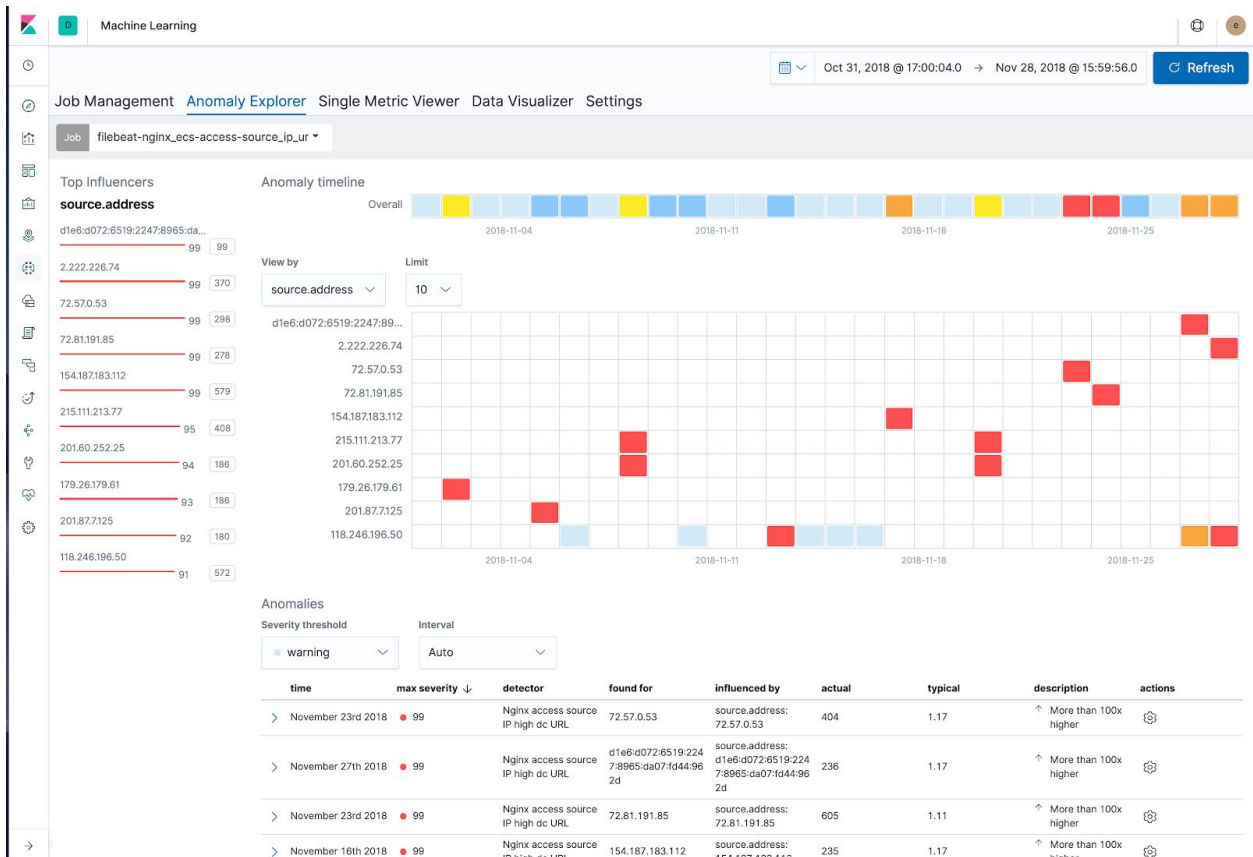 D Machine Learning e
Oct 31, 2018 @ 17:00:04.0 → Nov 28, 2018 @ 15:59:56.0 Refresh
Job Management Anomaly Explorer Single Metric Viewer Data Visualizer Settings
Job filebeat-nginx_ecs-access-source_ip_ur
Top Influencers
source.address
d1e6:d072:6519:2247:8965:da...
99 99
2.222.226.74
99 370
72.57.0.53
99 298
72.81.191.85
99 278
154.187.183.112
99 579
215.111.213.77
95 408
201.60.252.25
94 186
179.26.179.61
93 186
201.87.7.125
92 180
118.246.196.50
91 572
Anomaly timeline
Overall
2018-11-04 2018-11-11 2018-11-18 2018-11-25
View by Limit
source.address 10
d1e6:d072:6519:2247:89...
2.222.226.74
72.57.0.53
72.81.191.85
154.187.183.112
215.111.213.77
201.60.252.25
179.26.179.61
201.87.7.125
118.246.196.50
2018-11-04 2018-11-11 2018-11-18 2018-11-25
Anomalies
Severity threshold Interval
warning Auto
time max severity ↓ detector found for influenced by actual typical description actions
November 23rd 2018 99 Nginx access source IP high dc URL 72.57.0.53 source.address: 72.57.0.53 404 1.17 ↑ More than 100x higher
November 27th 2018 99 Nginx access source IP high dc URL d1e6:d072:6519:224 7:8965:da07:fd44:96 2d source.address: d1e6:d072:6519:224 7:8965:da07:fd44:96 2d 236 1.17 ↑ More than 100x higher
November 23rd 2018 99 Nginx access source IP high dc URL 72.81.191.85 source.address: 72.81.191.85 605 1.11 ↑ More than 100x higher
November 16th 2018 99 Nginx access source IP high dc URL 154.187.183.112 source.address: 235 1.17 ↑ More than 100x